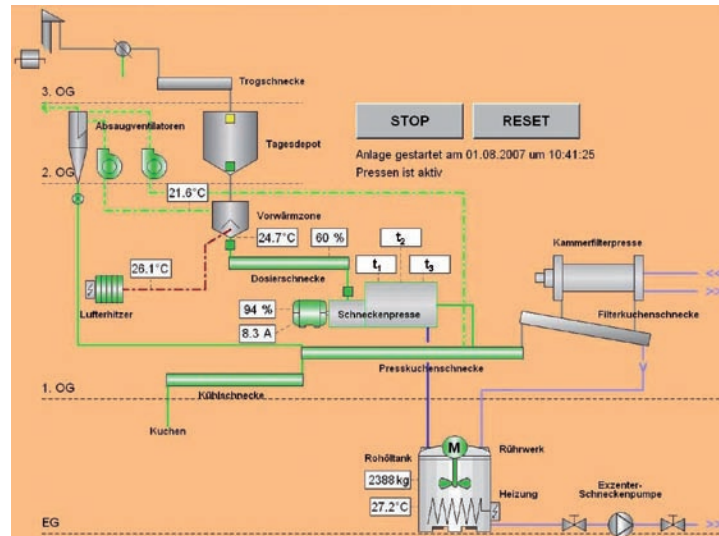 Trogschnecke
3. OG
Absaugventilatoren
Tagesdepot
STOP
RESET
Anlage gestartet am 01.08.2007 um 10:41:25
Pressen ist aktiv
2. OG
21.6°C
Vorwärmzone
24.7°C
60 %
t2
Kammerfilterpresse
26.1°C
Dosierschnecke
t1
t3
<<
>>
Lufterhitzer
94 %
Schneckenpresse
Filterkuchenschnecke
8.3 A
Presskuchenschnecke
1. OG
Kühlschnecke
Kuchen
M
Rohöltank
Rührwerk
2388 kg
Heizung
Exzenter-
Schneckenpumpe
27.2°C
EG
>>